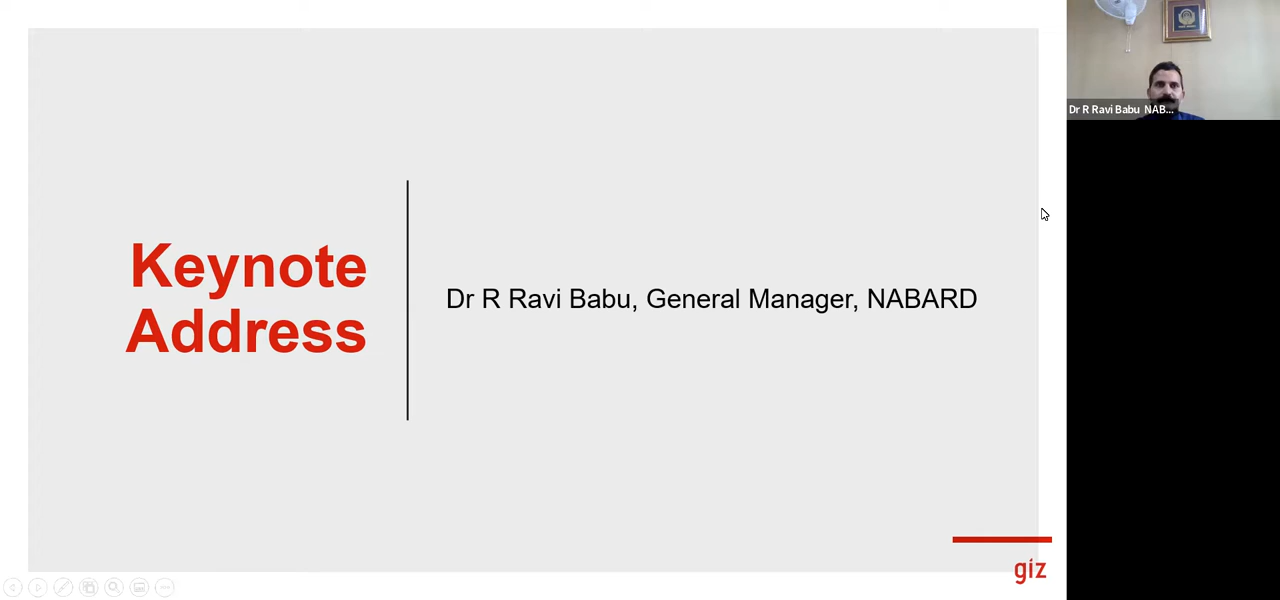 Keynote
Address
Dr R Ravi Babu, General Manager, NABARD
giz
Dr R Ravi Babu NAB...